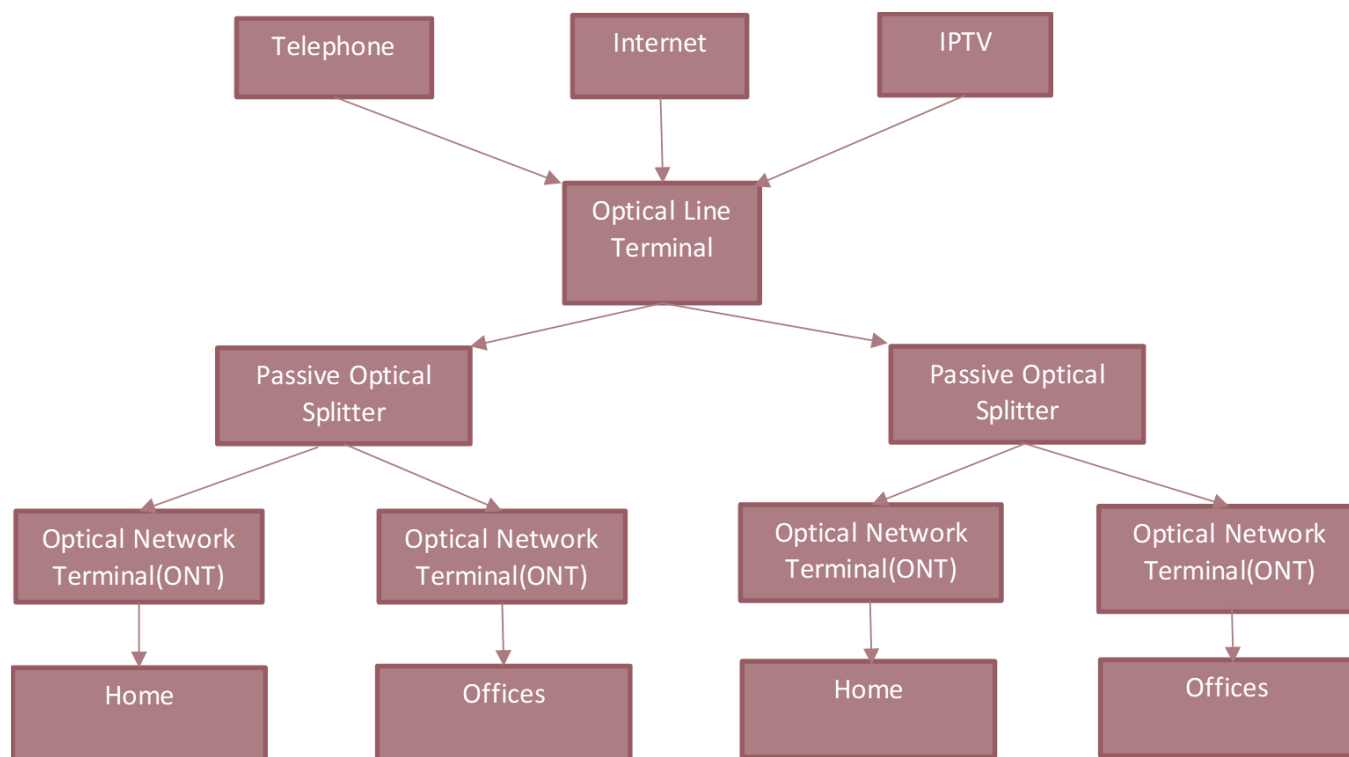 Telephone
Internet
IPTV
Optical Line
Terminal
Passive Optical
Splitter
Passive Optical
Splitter
Optical Network
Terminal(ONT)
Optical Network
Terminal(ONT)
Optical Network
Terminal(ONT)
Optical Network
Terminal(ONT)
Home
Offices
Home
Offices